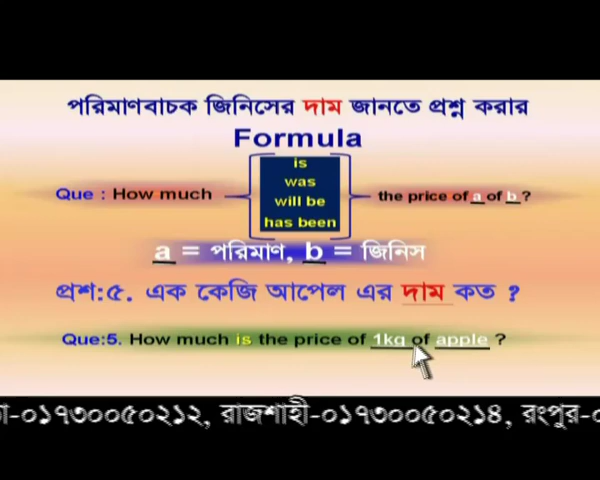 পরিমাণবাচক জিনিসের দাম জানতে প্রশ্ন করার
Formula
is
was
Que : How much the price of a of b ?
will be
has been
a = পরিমাণ, b = জিনিস
প্রশ:৫. এক কেজি আপেল এর দাম কত ?
Que:5. How much is the price of 1kg of apple ?
-০১৭৩০০৫০২১২, রাজশাহী-০১৭৩০০৫০২১৪, রংপুর-০